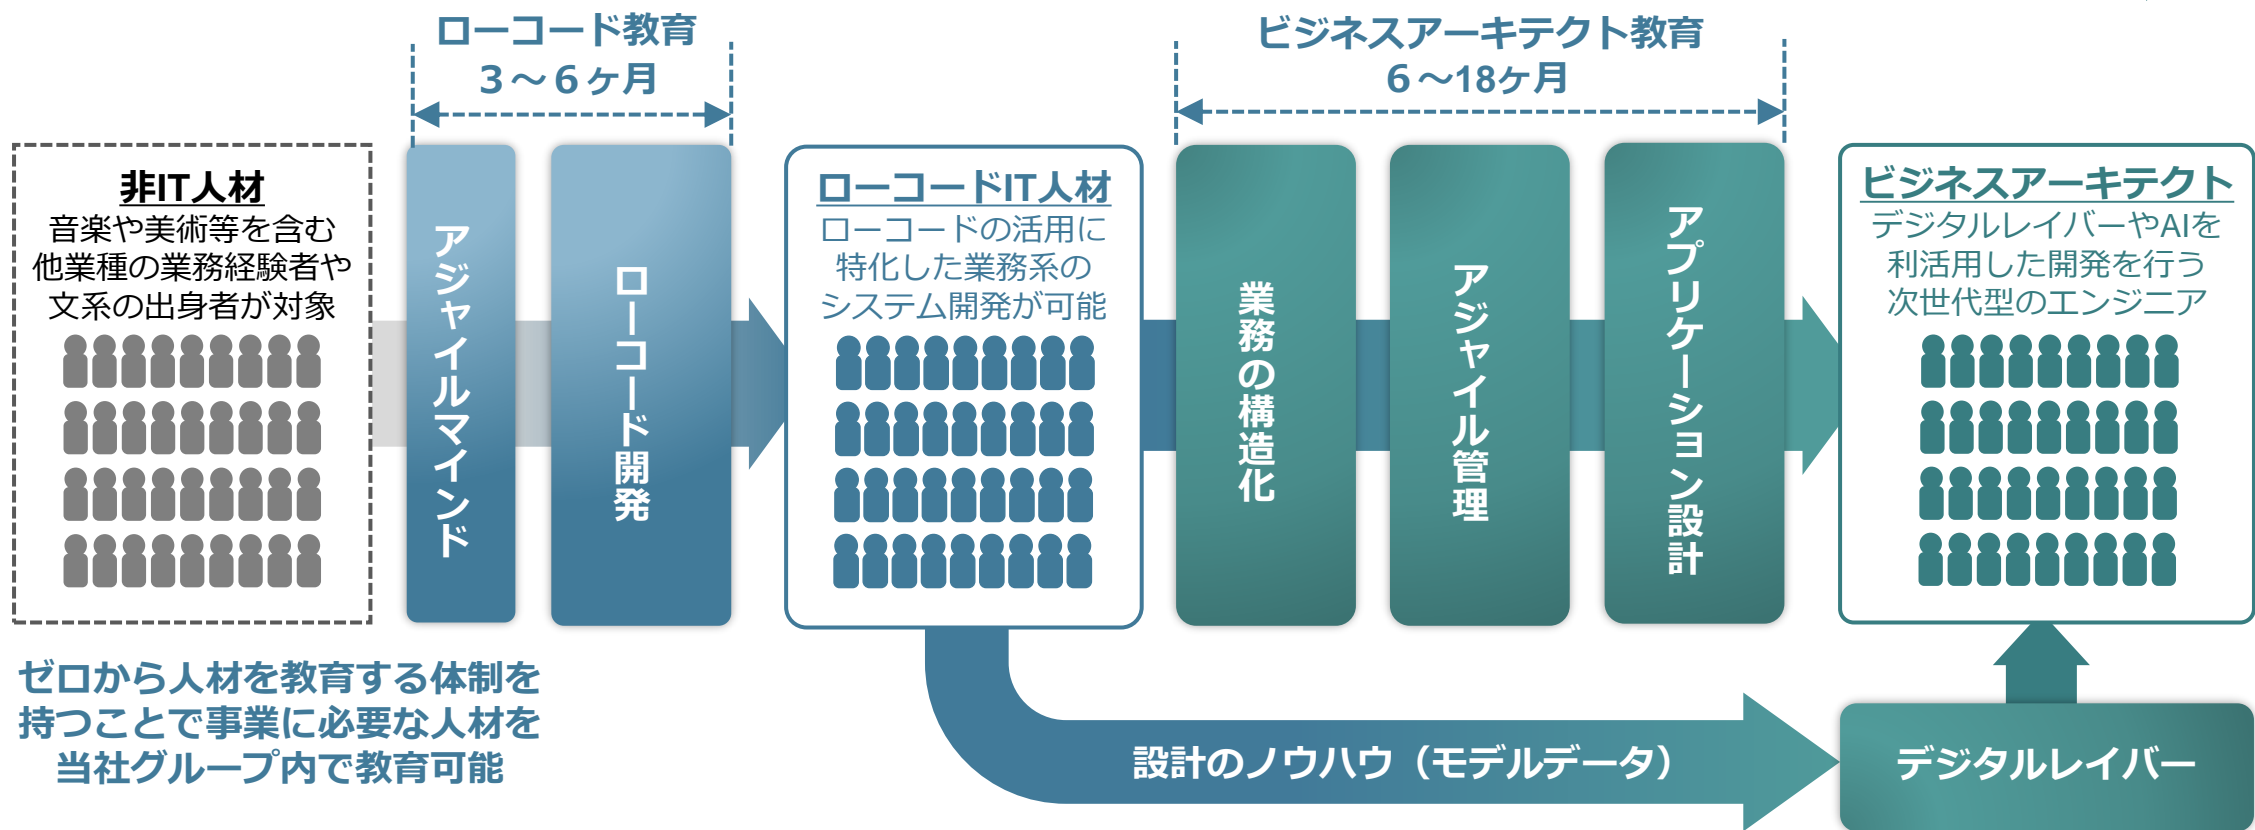 ローコード教育
３～６ヶ月
ビジネスアーキテクト教育
６～18ヶ月
非IT人材
音楽や美術等を含む
他業種の業務経験者や
文系の出身者が対象
アジャイルマインド
ローコード開発
ローコードIT人材
ローコードの活用に
特化した業務系の
システム開発が可能
業務の構造化
アジャイル管理
アプリケーション設計
ビジネスアーキテクト
デジタルレイバーやAIを
利活用した開発を行う
次世代型のエンジニア
ゼロから人材を教育する体制を
持つことで事業に必要な人材を
当社グループ内で教育可能
設計のノウハウ（モデルデータ）
デジタルレイバー